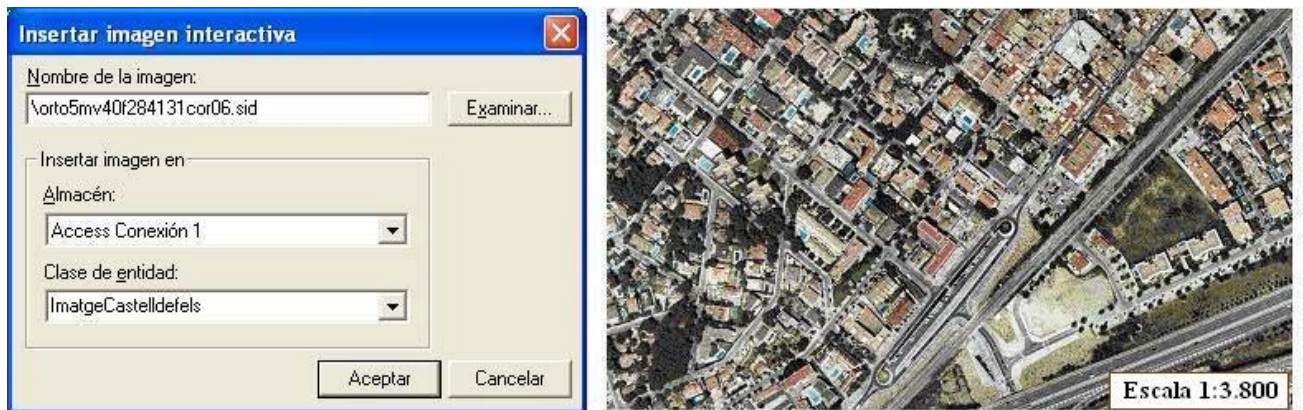 Insertar imagen interactiva
Nombre de la imagen:
\orto5mv40f284131cor06.sid
Examinar...
Insertar imagen en
Almacén:
Access Conexión 1
Clase de entidad:
ImatgeCastelldefels
Aceptar
Cancelar
Escala 1:3.800